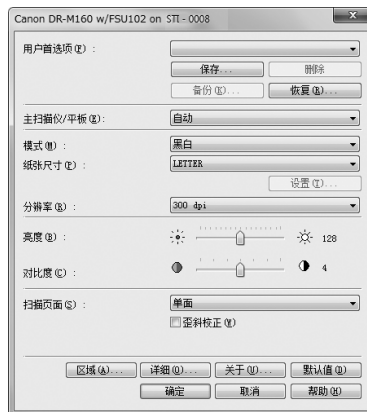 Canon DR-M160 w/FSU102 on STI - 0008
用户首选项(P) :
保存... 删除
备份(K)... 恢复(R)...
主扫描仪/平板(E): 自动
模式(M) : 黑白
纸张尺寸(P) : LETTER
设置(T)...
分辨率(R) : 300 dpi
亮度(B) : 128
对比度(C) : 4
扫描页面(S) : 单面
歪斜校正(W)
区域(A)... 详细(O)... 关于(U)... 默认值(D)
确定 取消 帮助(H)